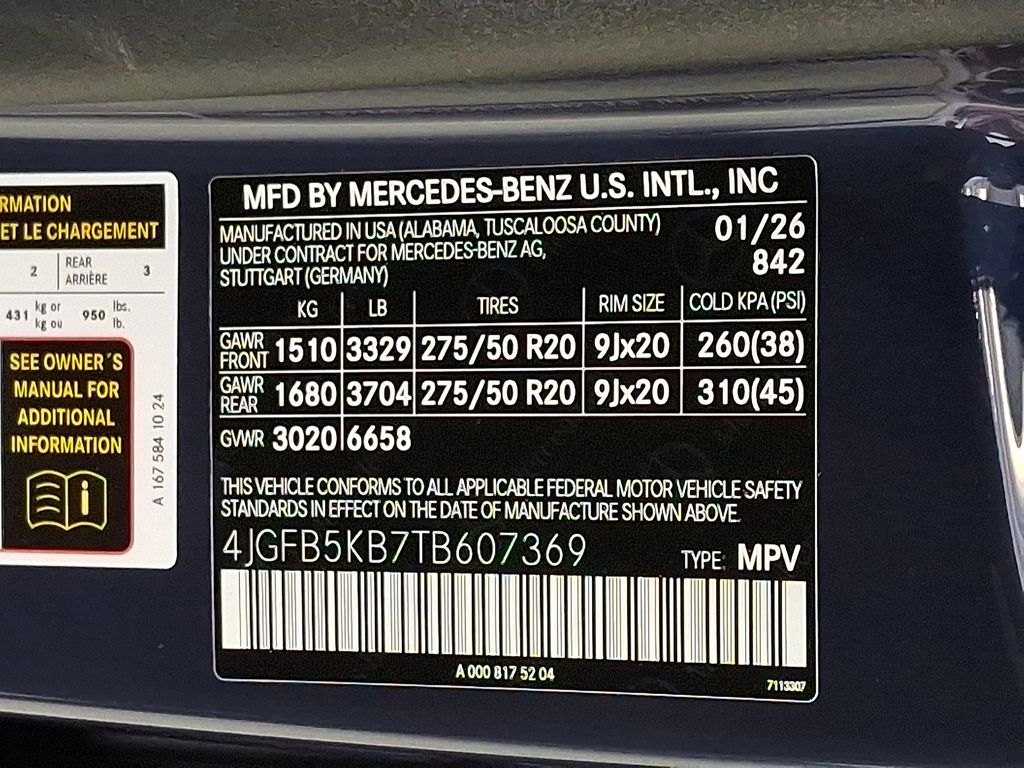 RMATION
ET LE CHARGEMENT
2 REAR ARRIÈRE 3
431 kg or kg ou 950 lbs. lb.
SEE OWNER´S
MANUAL FOR
ADDITIONAL
INFORMATION
i
A 167 584 10 24
MFD BY MERCEDES-BENZ U.S. INTL., INC
MANUFACTURED IN USA (ALABAMA, TUSCALOOSA COUNTY) 01/26
UNDER CONTRACT FOR MERCEDES-BENZ AG, 842
STUTTGART (GERMANY)
KG LB TIRES RIM SIZE COLD KPA (PSI)
GAWR FRONT 1510 3329 275/50 R20 9Jx20 260(38)
GAWR REAR 1680 3704 275/50 R20 9Jx20 310(45)
GVWR 3020 6658
THIS VEHICLE CONFORMS TO ALL APPLICABLE FEDERAL MOTOR VEHICLE SAFETY
STANDARDS IN EFFECT ON THE DATE OF MANUFACTURE SHOWN ABOVE.
4JGFB5KB7TB607369 TYPE: MPV
A 000 817 52 04
7113307